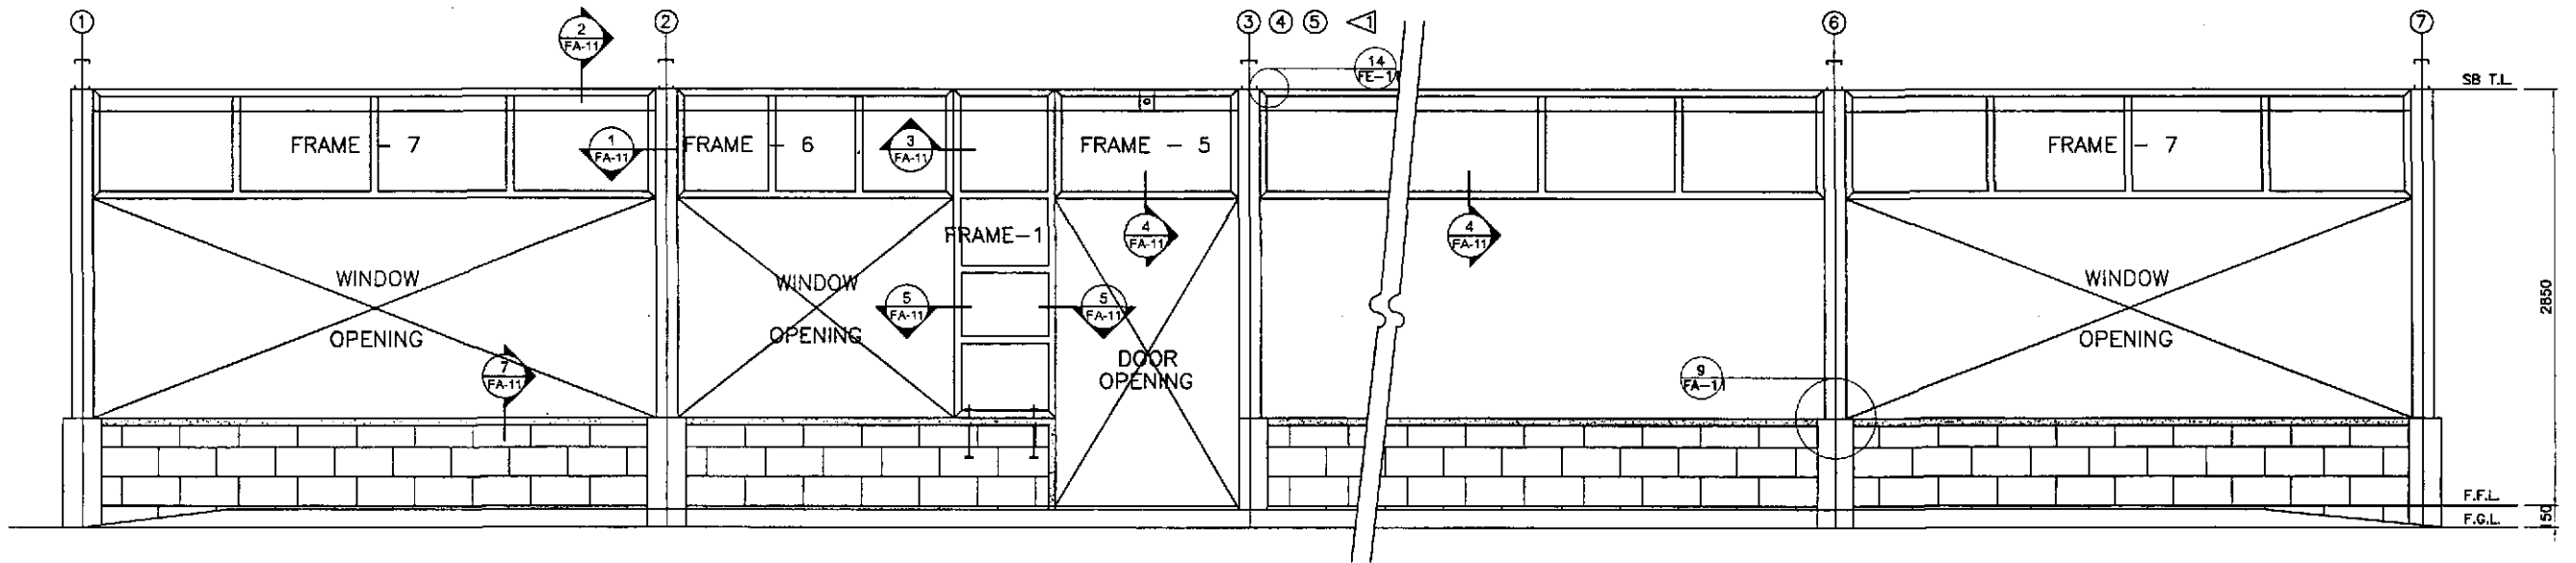 1
2
3 4 5 1
6
7
2
FA-11
14
FE-1
SB T.L.
FRAME - 7
1
FA-11
FRAME - 6
3
FA-11
FRAME - 5
FRAME - 7
FRAME-1
4
FA-11
4
FA-11
WINDOW
OPENING
WINDOW
OPENING
5
FA-11
5
FA-11
WINDOW
OPENING
2850
7
FA-11
DOOR
OPENING
9
FA-1
F.F.L.
F.G.L.
150